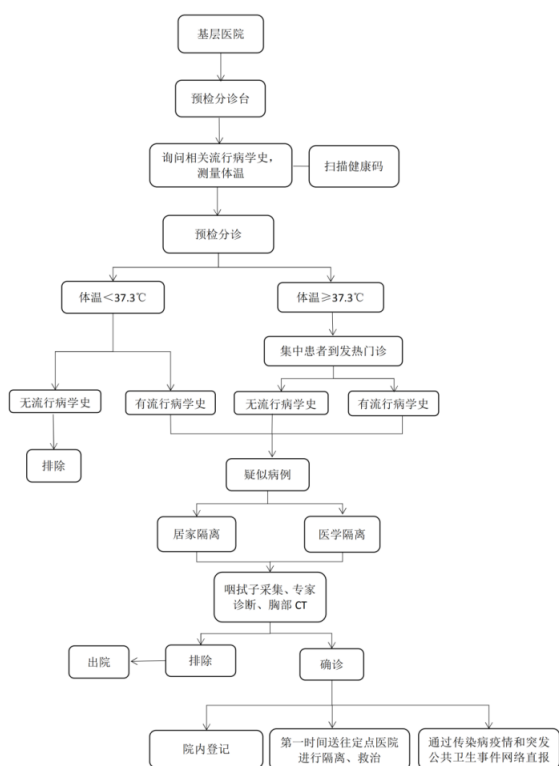 基层医院
预检分诊台
询问相关流行病学史，
测量体温
扫描健康码
预检分诊
体温＜37.3℃
体温≥37.3℃
集中患者到发热门诊
无流行病学史
有流行病学史
无流行病学史
有流行病学史
排除
疑似病例
居家隔离
医学隔离
咽拭子采集、专家
诊断、胸部 CT
出院
排除
确诊
院内登记
第一时间送往定点医院
进行隔离、救治
通过传染病疫情和突发
公共卫生事件网络直报